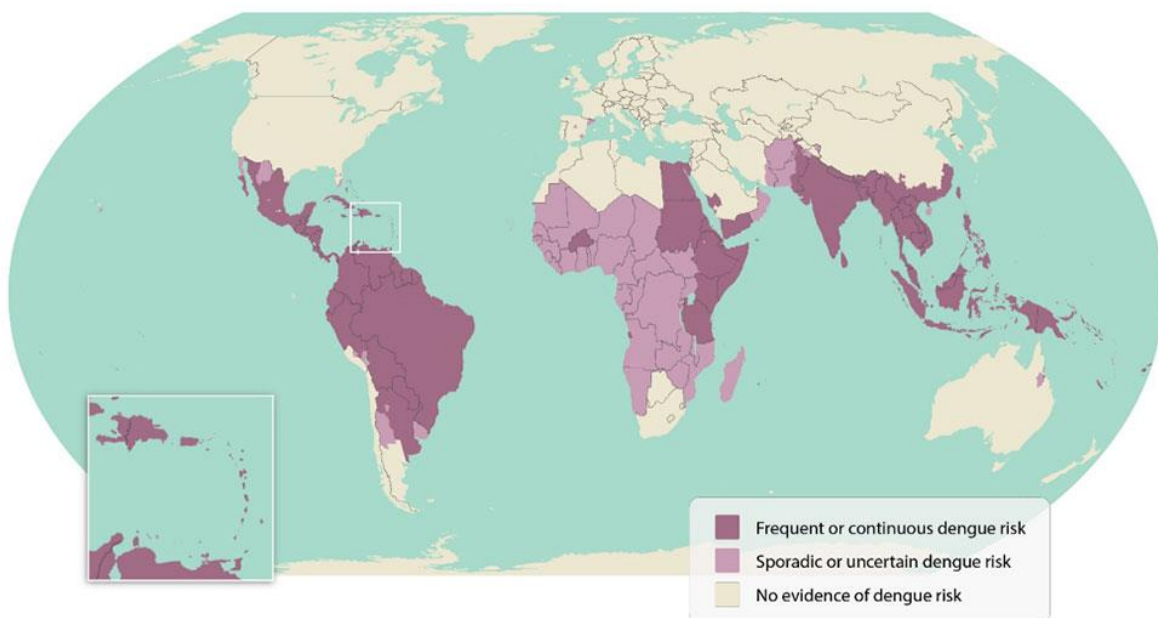 Frequent or continuous dengue risk
Sporadic or uncertain dengue risk
No evidence of dengue risk